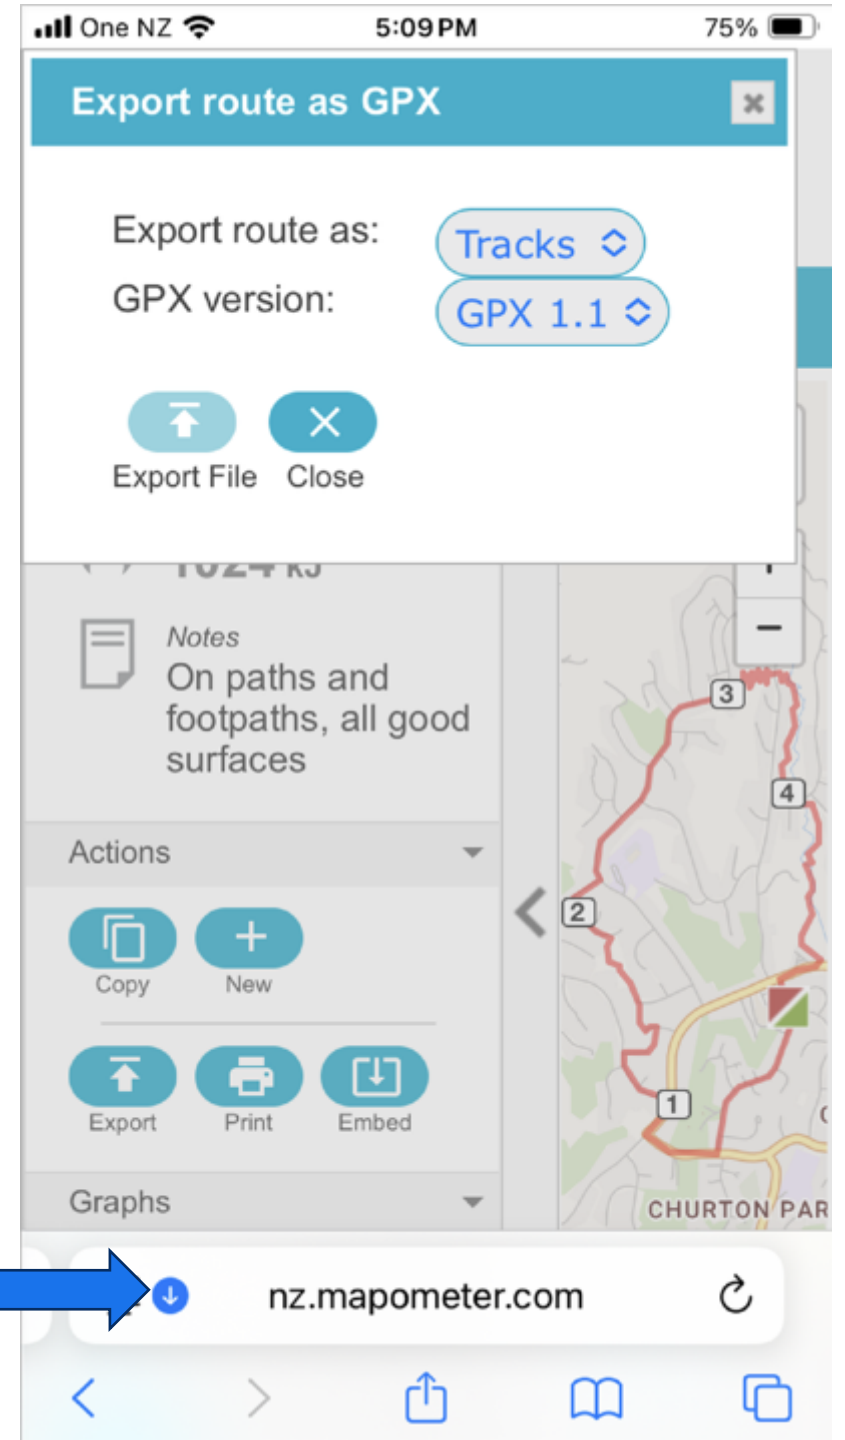 One NZ 5:09 PM 75%
Export route as GPX
Export route as: Tracks
GPX version: GPX 1.1
Export File Close
Notes
On paths and
footpaths, all good
surfaces
Actions
Copy New
Export Print Embed
Graphs
3
4
2
1
CHURTON PAR
nz.mapometer.com